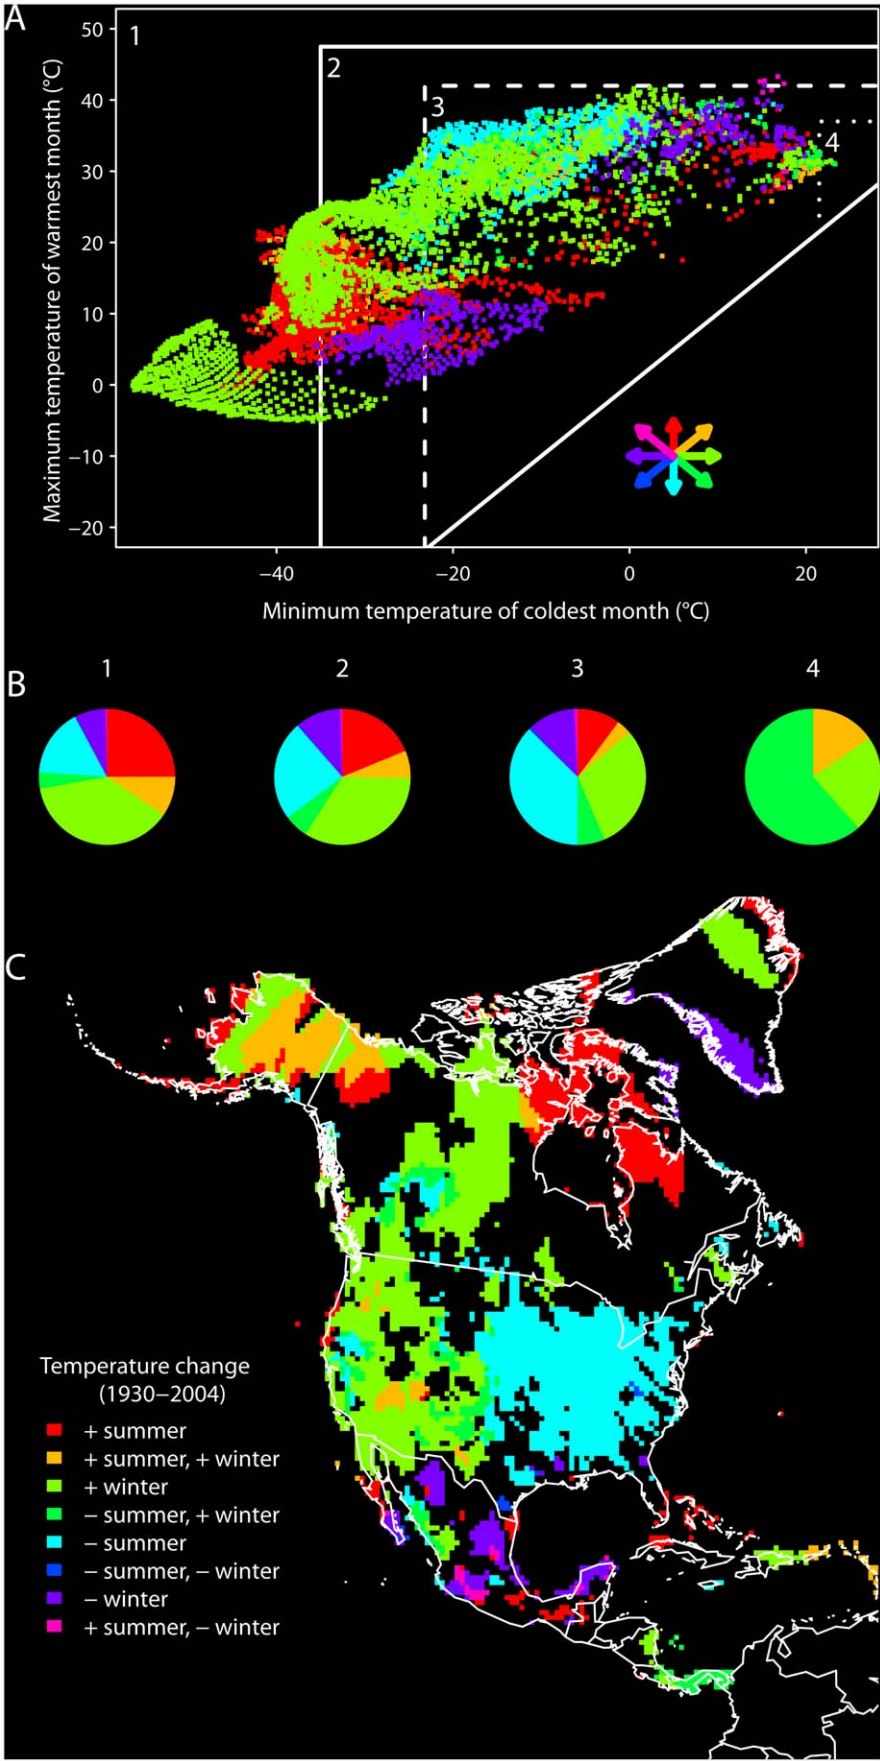 A
1
2
3
4
50
40
30
20
10
0
−10
−20
Maximum temperature of warmest month (°C)
−40
−20
0
20
Minimum temperature of coldest month (°C)
B
1
2
3
4
C
Temperature change
(1930−2004)
+ summer
+ summer, + winter
+ winter
− summer, + winter
− summer
− summer, − winter
− winter
+ summer, − winter